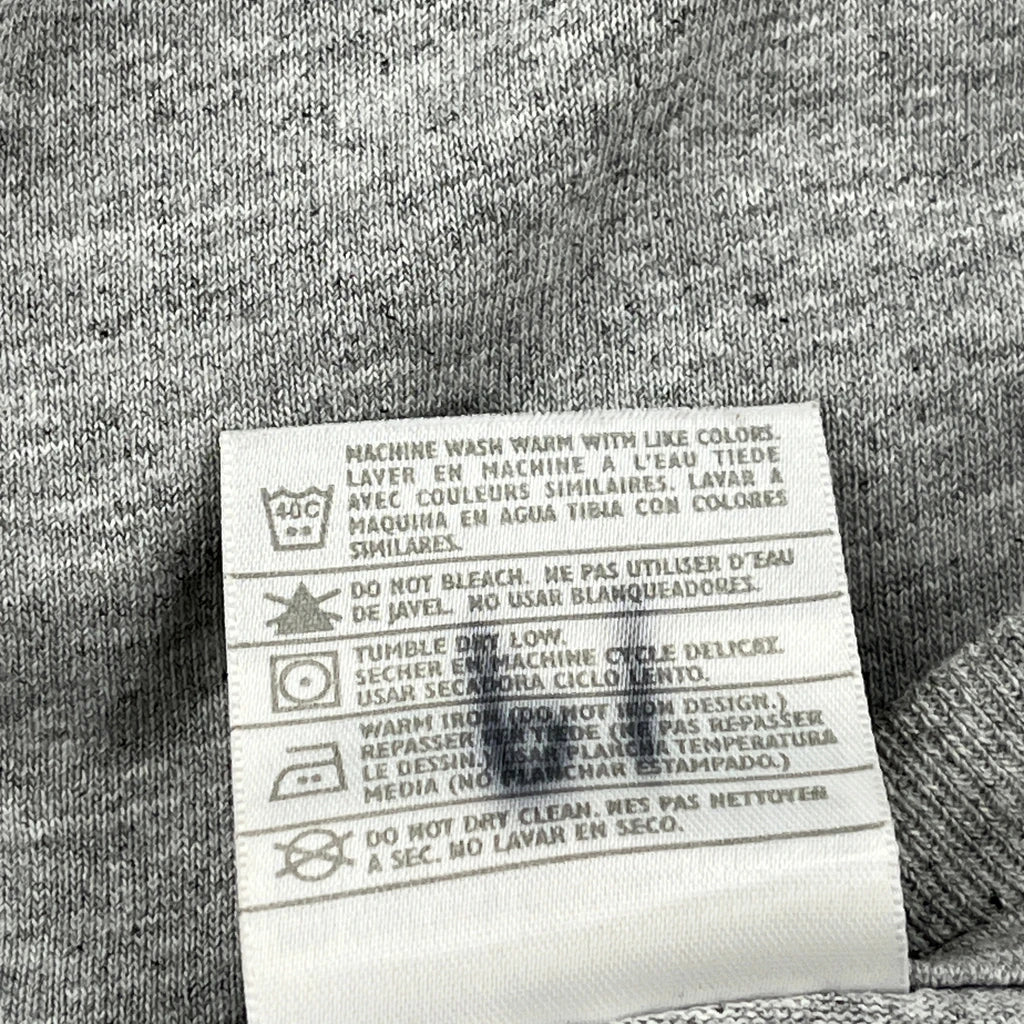 MACHINE WASH WARM WITH LIKE COLORS.
LAVER EN MACHINE A L'EAU TIEDE
AVEC COULEURS SIMILAIRES. LAVAR A
MAQUINA EN AGUA TIBIA CON COLORES
SIMILARES.
40C
DO NOT BLEACH. NE PAS UTILISER D'EAU
DE JAVEL. NO USAR BLANQUEADORES.
TUMBLE DRY LOW.
SECHER EN MACHINE CYCLE DELICAT.
USAR SECADORA CICLO LENTO.
WARM IRON (DO NOT IRON DESIGN.)
REPASSER TIEDE (NE PAS REPASSER
LE DESSIN. USAR PLANCHA TEMPERATURA
MEDIA (NO PLANCHAR ESTAMPADO.)
DO NOT DRY CLEAN. NES PAS NETTOYER
A SEC. NO LAVAR EN SECO.